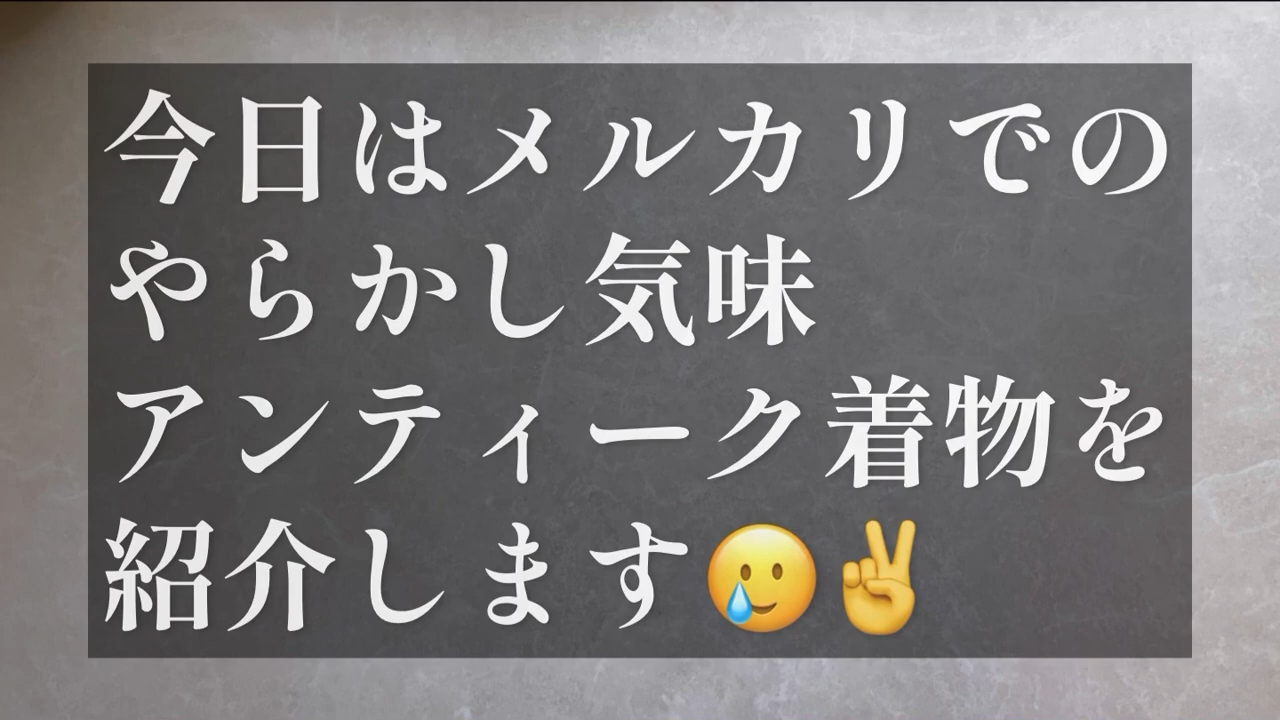 今日はメルカリでの
やらかし気味
アンティーク着物を
紹介します🥲✌️